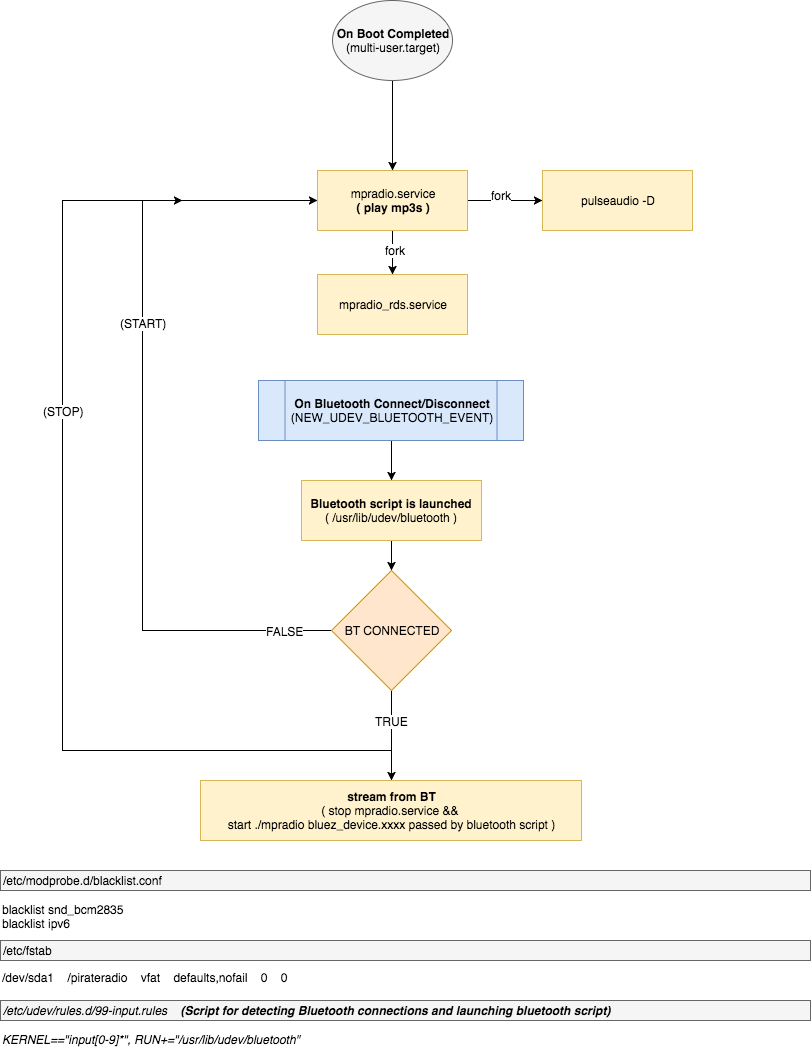 On Boot Completed
(multi-user.target)
mpradio.service
( play mp3s )
fork
pulseaudio -D
fork
mpradio_rds.service
(START)
(STOP)
On Bluetooth Connect/Disconnect
(NEW_UDEV_BLUETOOTH_EVENT)
Bluetooth script is launched
( /usr/lib/udev/bluetooth )
BT CONNECTED
FALSE
TRUE
stream from BT
( stop mpradio.service &&
start ./mpradio bluez_device.xxxx passed by bluetooth script )
/etc/modprobe.d/blacklist.conf
blacklist snd_bcm2835
blacklist ipv6
/etc/fstab
/dev/sda1 /pirateradio vfat defaults,nofail 0 0
/etc/udev/rules.d/99-input.rules (Script for detecting Bluetooth connections and launching bluetooth script)
KERNEL=="input[0-9]*", RUN+="/usr/lib/udev/bluetooth"